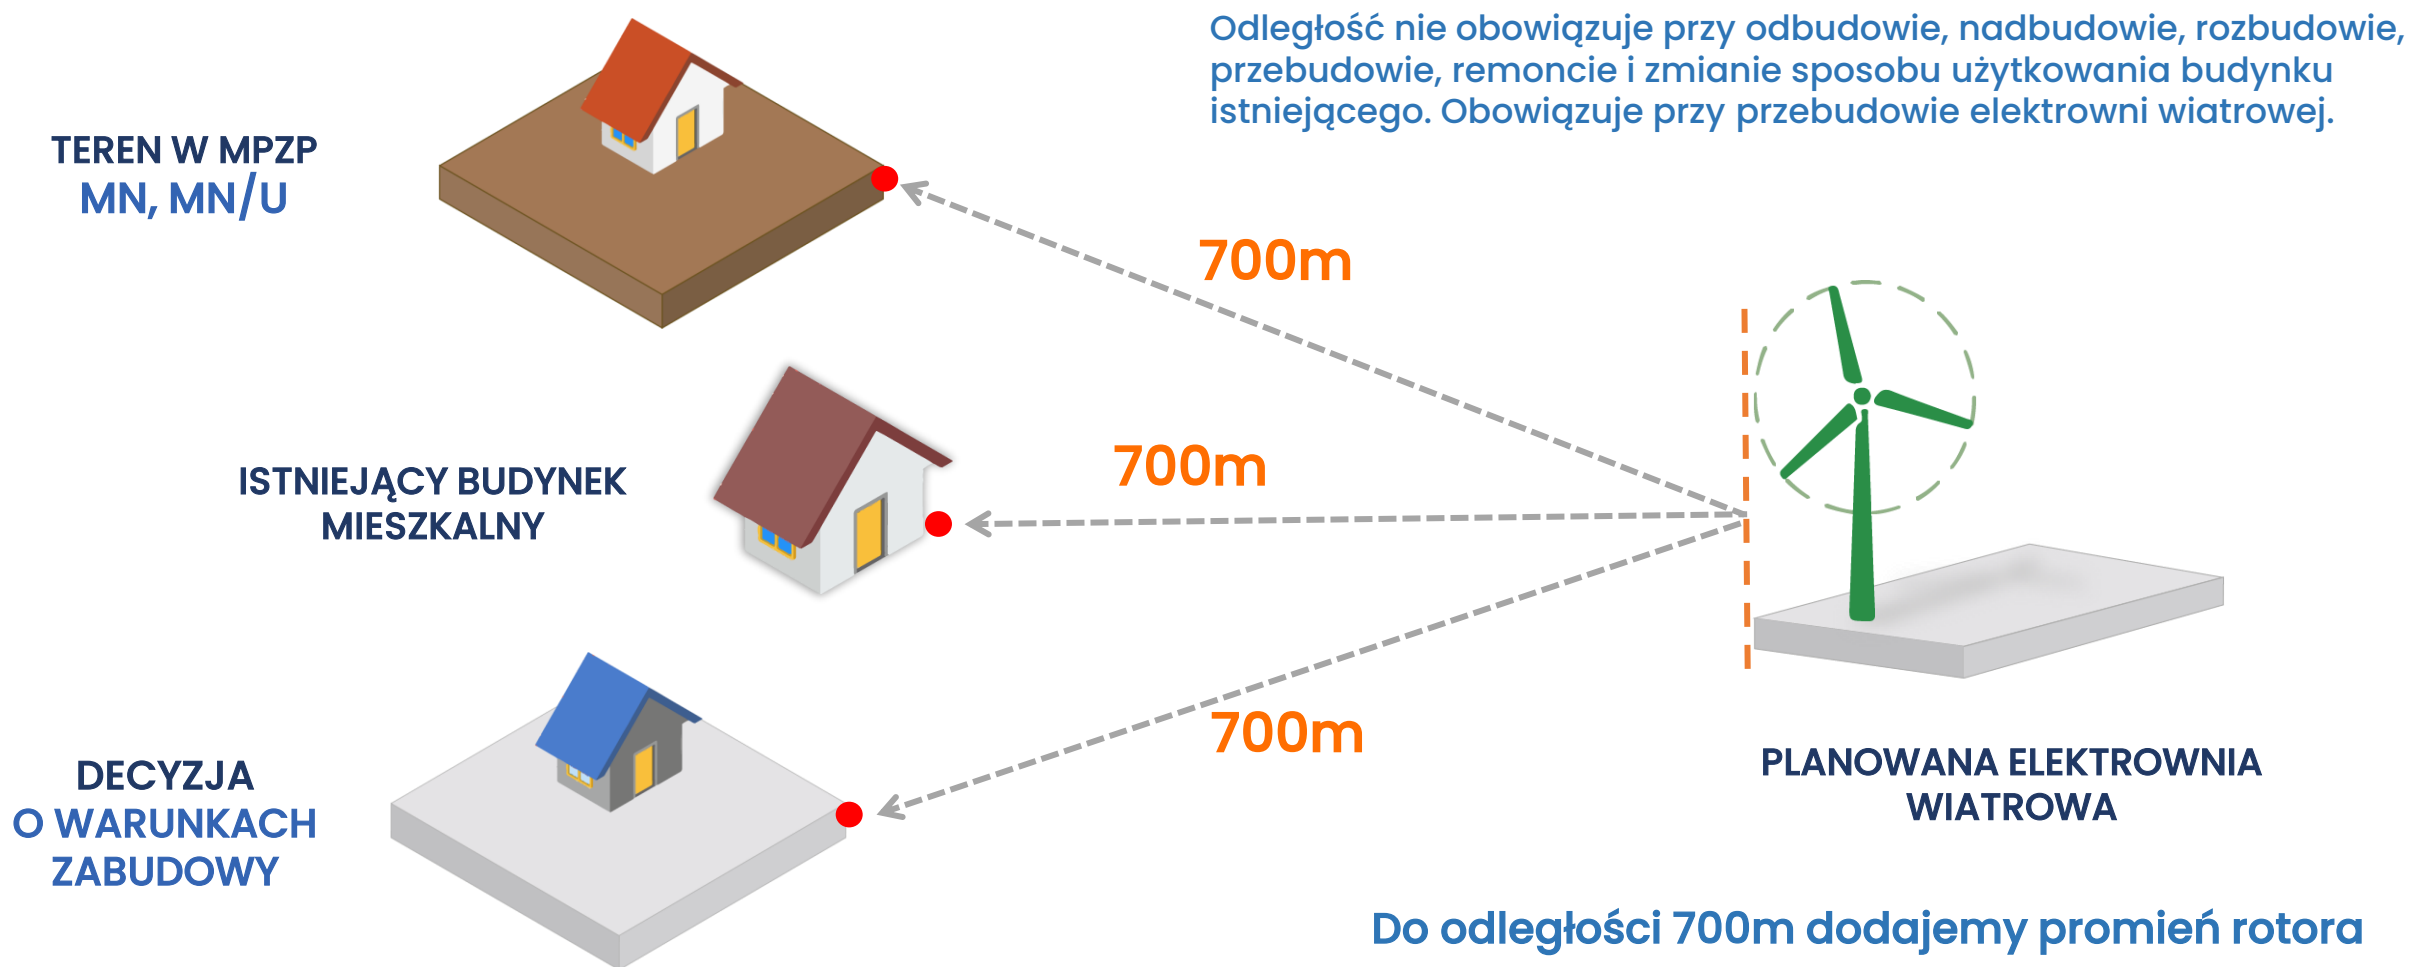 Odległość nie obowiązuje przy odbudowie, nadbudowie, rozbudowie,
przebudowie, remoncie i zmianie sposobu użytkowania budynku
istniejącego. Obowiązuje przy przebudowie elektrowni wiatrowej.
TEREN W MPZP
MN, MN/U
700m
ISTNIEJĄCY BUDYNEK
MIESZKALNY
700m
DECYZJA
O WARUNKACH
ZABUDOWY
700m
PLANOWANA ELEKTROWNIA
WIATROWA
Do odległości 700m dodajemy promień rotora